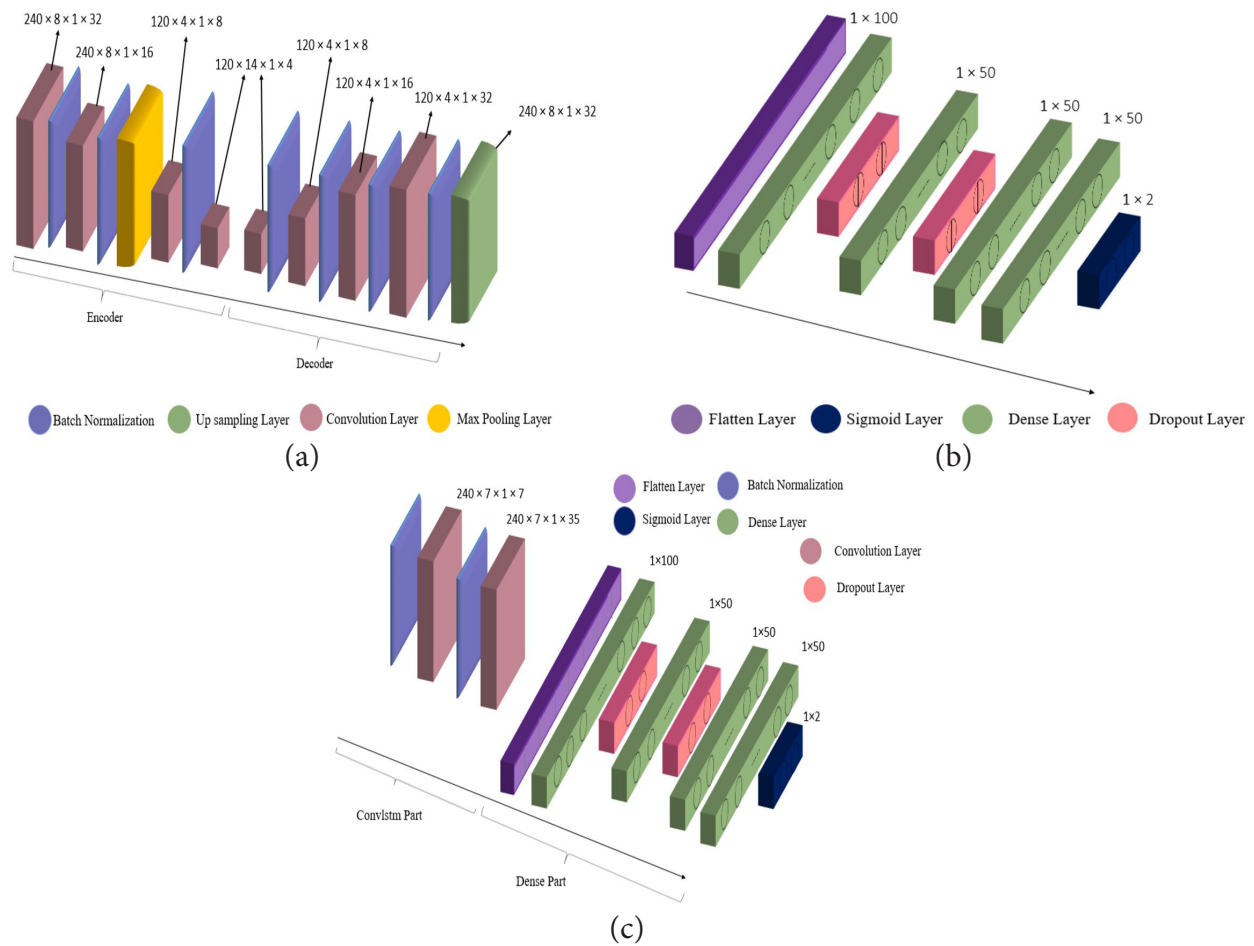 240 × 8 × 1 × 32
240 × 8 × 1 × 16
120 × 4 × 1 × 8
120 × 14 × 1 × 4
120 × 4 × 1 × 8
120 × 4 × 1 × 16
120 × 4 × 1 × 32
240 × 8 × 1 × 32
Encoder
Decoder
Batch Normalization
Up sampling Layer
Convolution Layer
Max Pooling Layer
(a)
1 × 100
1 × 50
1 × 50
1 × 50
1 × 2
Flatten Layer
Sigmoid Layer
Dense Layer
Dropout Layer
(b)
240 × 7 × 1 × 7
240 × 7 × 1 × 35
Flatten Layer
Batch Normalization
Sigmoid Layer
Dense Layer
Convolution Layer
Dropout Layer
1×100
1×50
1×50
1×50
1×2
Convlstm Part
Dense Part
(c)